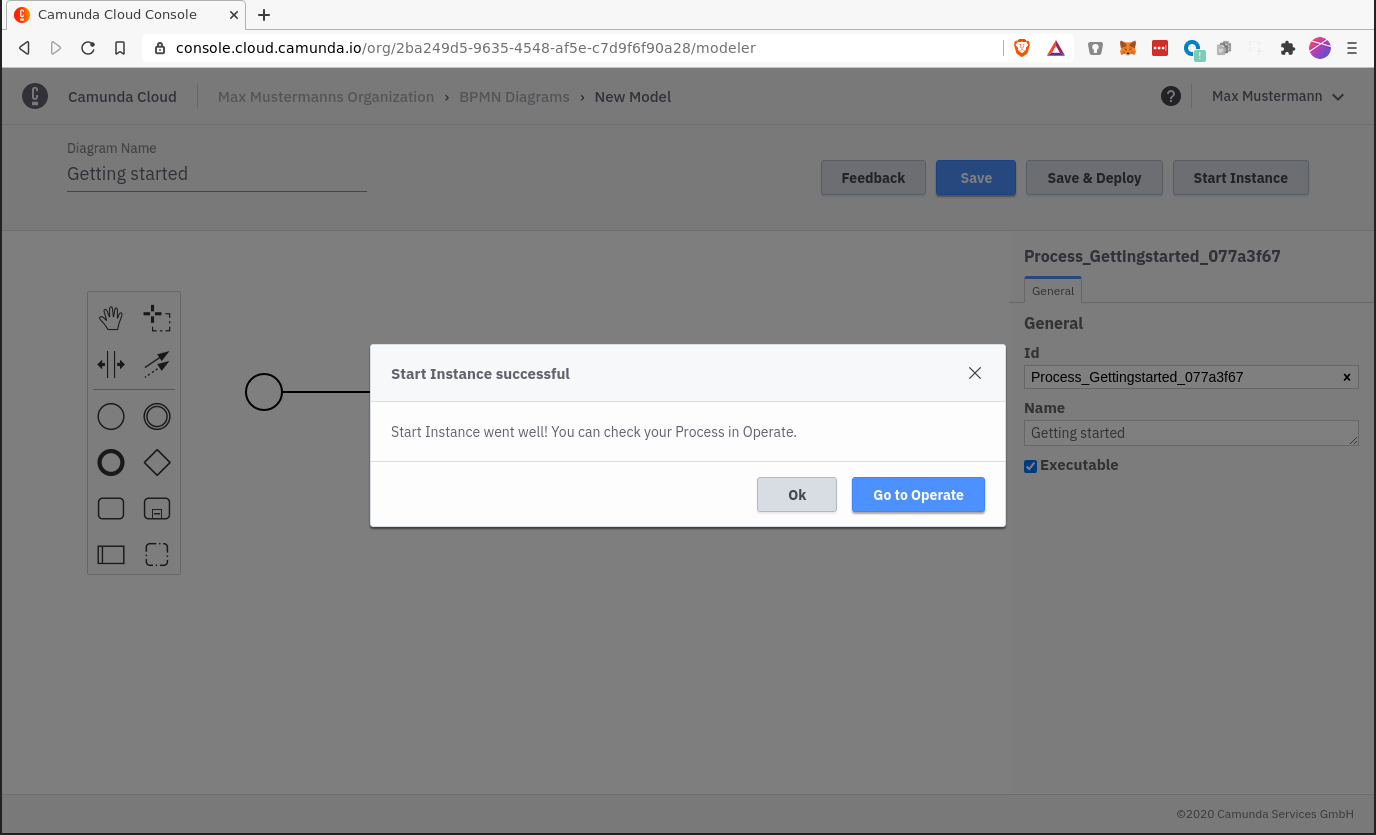 Camunda Cloud Console
console.cloud.camunda.io/org/2ba249d5-9635-4548-af5e-c7d9f6f90a28/modeler
Camunda Cloud Max Mustermanns Organization › BPMN Diagrams › New Model Max Mustermann
Diagram Name
Getting started
Feedback Save Save & Deploy Start Instance
Process_Gettingstarted_077a3f67
General
General
Id
Process_Gettingstarted_077a3f67
Name
Getting started
Executable
Start Instance successful
Start Instance went well! You can check your Process in Operate.
Ok Go to Operate
©2020 Camunda Services GmbH